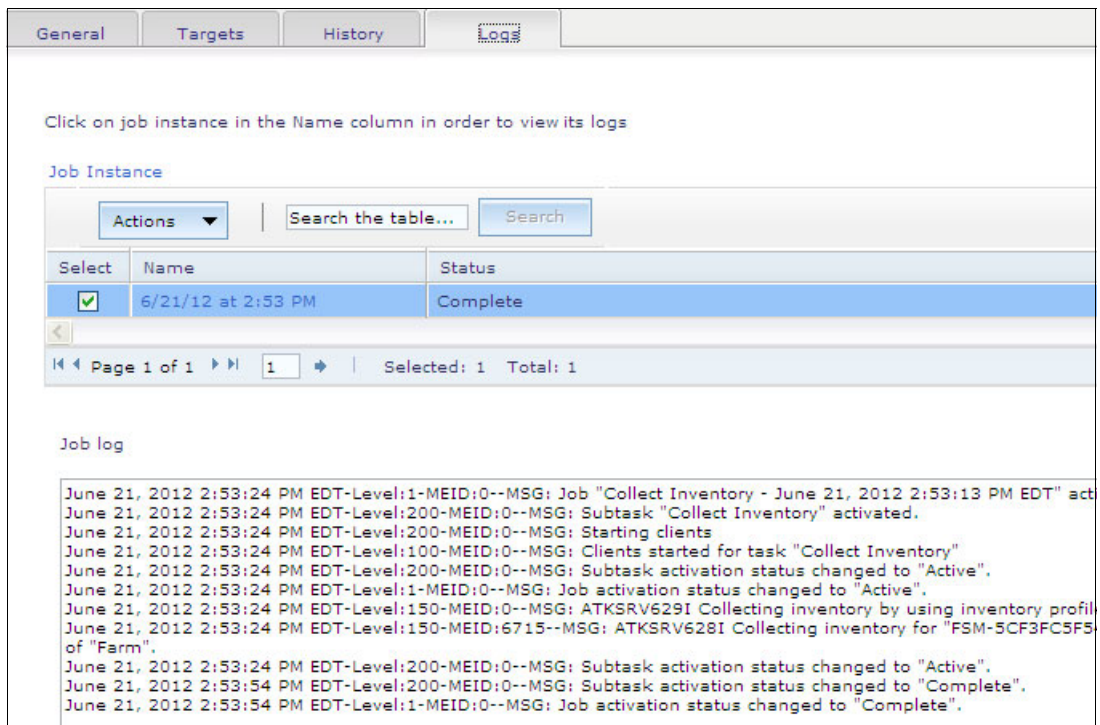 General Targets History Logs
Click on job instance in the Name column in order to view its logs
Job Instance
Actions Search the table... Search
Select Name Status
6/21/12 at 2:53 PM Complete
Page 1 of 1 1 Selected: 1 Total: 1
Job log
June 21, 2012 2:53:24 PM EDT-Level:1-MEID:0--MSG: Job "Collect Inventory - June 21, 2012 2:53:13 PM EDT" acti
June 21, 2012 2:53:24 PM EDT-Level:200-MEID:0--MSG: Subtask "Collect Inventory" activated.
June 21, 2012 2:53:24 PM EDT-Level:200-MEID:0--MSG: Starting clients
June 21, 2012 2:53:24 PM EDT-Level:100-MEID:0--MSG: Clients started for task "Collect Inventory"
June 21, 2012 2:53:24 PM EDT-Level:200-MEID:0--MSG: Subtask activation status changed to "Active".
June 21, 2012 2:53:24 PM EDT-Level:1-MEID:0--MSG: Job activation status changed to "Active".
June 21, 2012 2:53:24 PM EDT-Level:150-MEID:0--MSG: ATKSRV629I Collecting inventory by using inventory profil
June 21, 2012 2:53:24 PM EDT-Level:150-MEID:6715--MSG: ATKSRV628I Collecting inventory for "FSM-5CF3FC5F5
of "Farm".
June 21, 2012 2:53:54 PM EDT-Level:200-MEID:0--MSG: Subtask activation status changed to "Active".
June 21, 2012 2:53:54 PM EDT-Level:200-MEID:0--MSG: Subtask activation status changed to "Complete".
June 21, 2012 2:53:54 PM EDT-Level:1-MEID:0--MSG: Job activation status changed to "Complete".